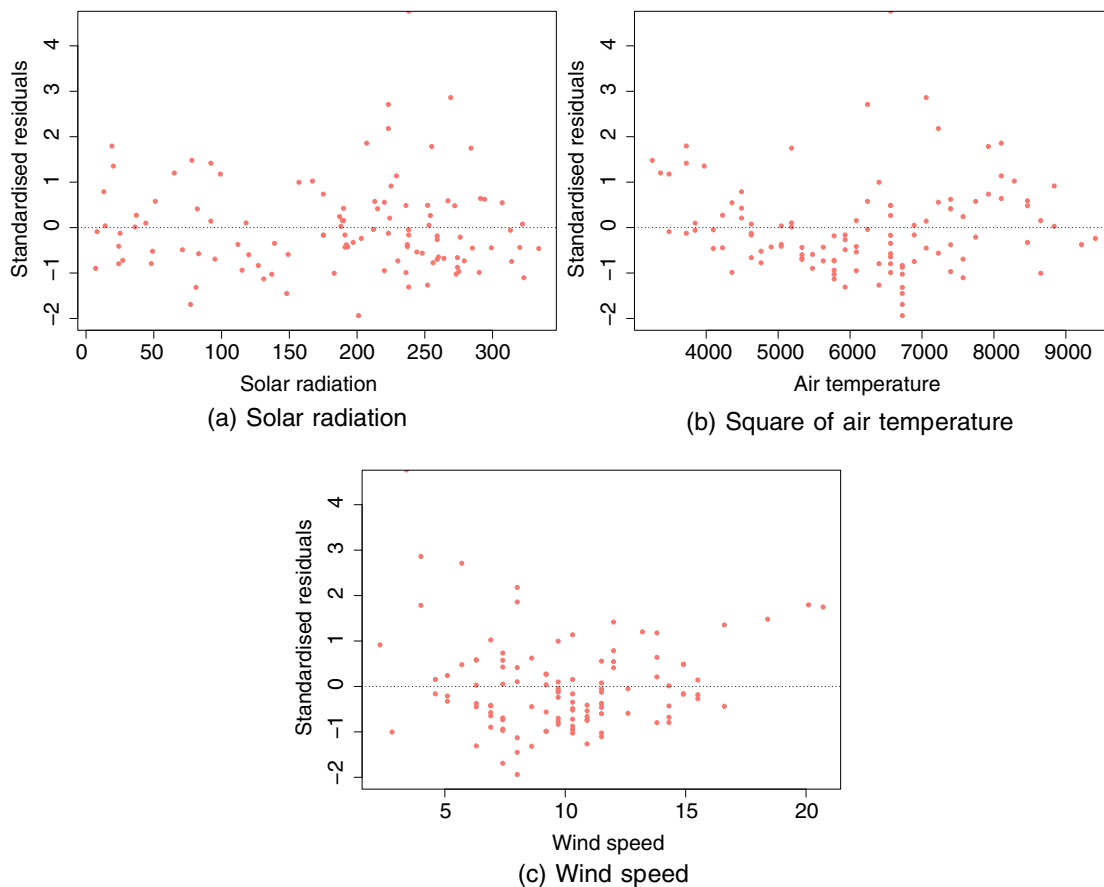 Standardised residuals
4
3
2
1
0
−1
−2
0 50 100 150 200 250 300
Solar radiation
(a) Solar radiation
Standardised residuals
4
3
2
1
0
−1
−2
4000 5000 6000 7000 8000 9000
Air temperature
(b) Square of air temperature
Standardised residuals
4
3
2
1
0
−1
−2
5 10 15 20
Wind speed
(c) Wind speed